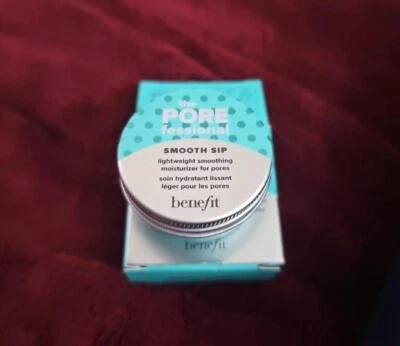 the
PORE
fessional
SMOOTH SIP
lightweight smoothing
moisturizer for pores
soin hydratant lissant
léger pour les pores
benefit
benefit